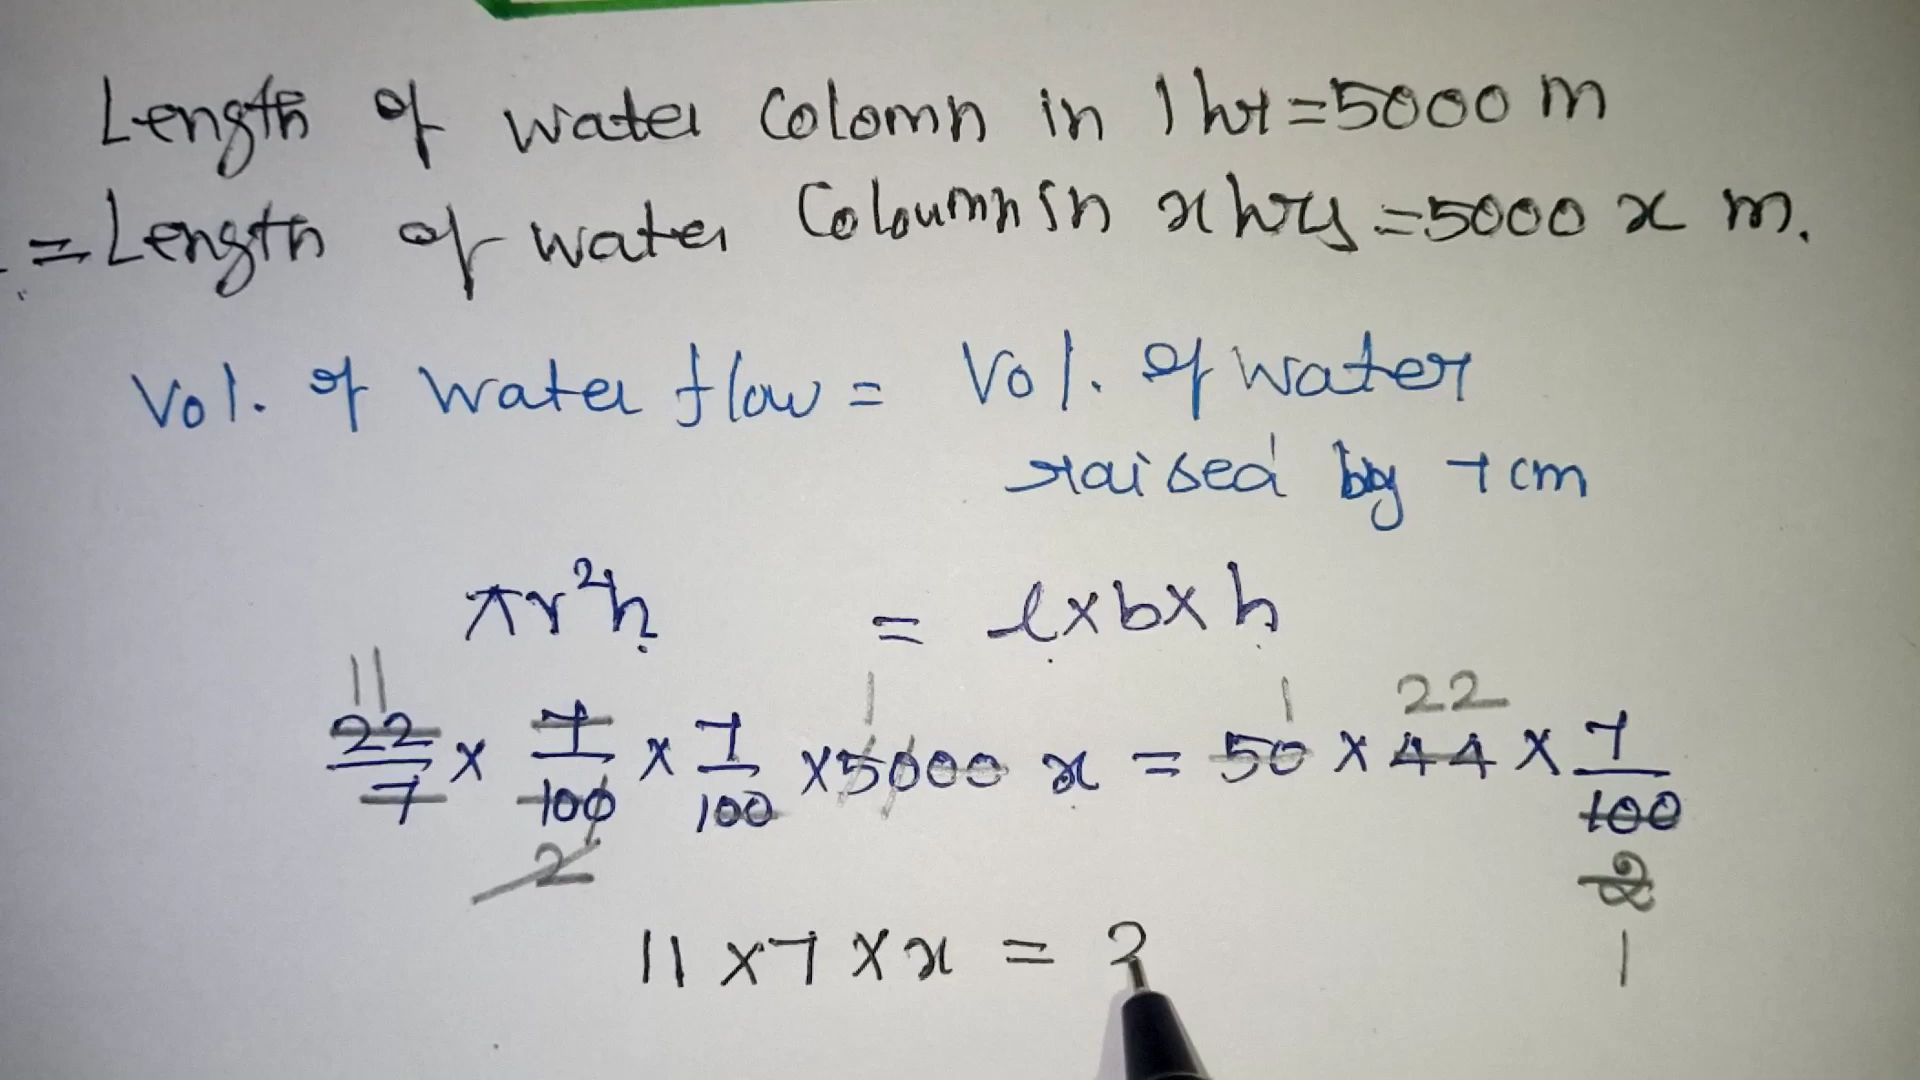 Length of water Colomn in 1 hr = 5000 m
= Length of water Coloumn in x hrs = 5000 x m.
Vol. of water flow = Vol. of water
raised by 7 cm
πr²h = l×b×h
11 1 1 22
22/7 × 7/100 × 7/100 × 5000 x = 50 × 44 × 7/100
2 2
1
11 × 7 × x = 2